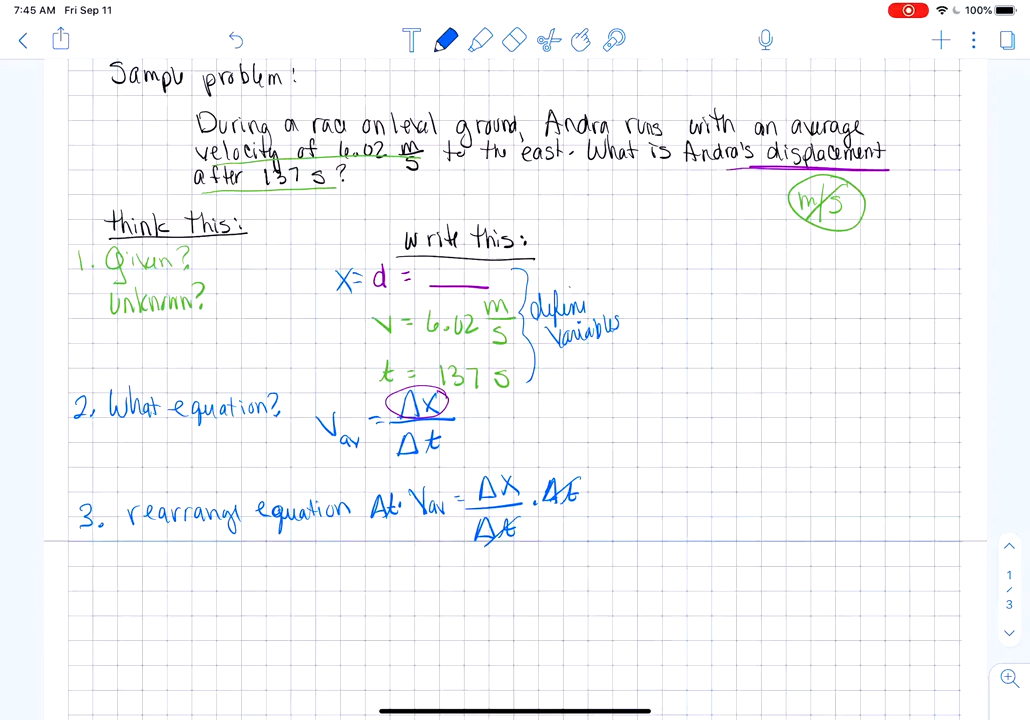 7:45 AM Fri Sep 11
100%
T
Sample problem:
During a race on level ground, Andra runs with an average
velocity of 6.02 m/s to the east. What is Andra's displacement
after 137 s?
m/s
think this:
write this:
1. Given?
unknown?
x= d = ____
v = 6.02 m/s
t = 137 s
define
variables
2. What equation?
Vav = Δx/Δt
3. rearrange equation Δt · Vav = Δx/Δt · Δt
1
/
3